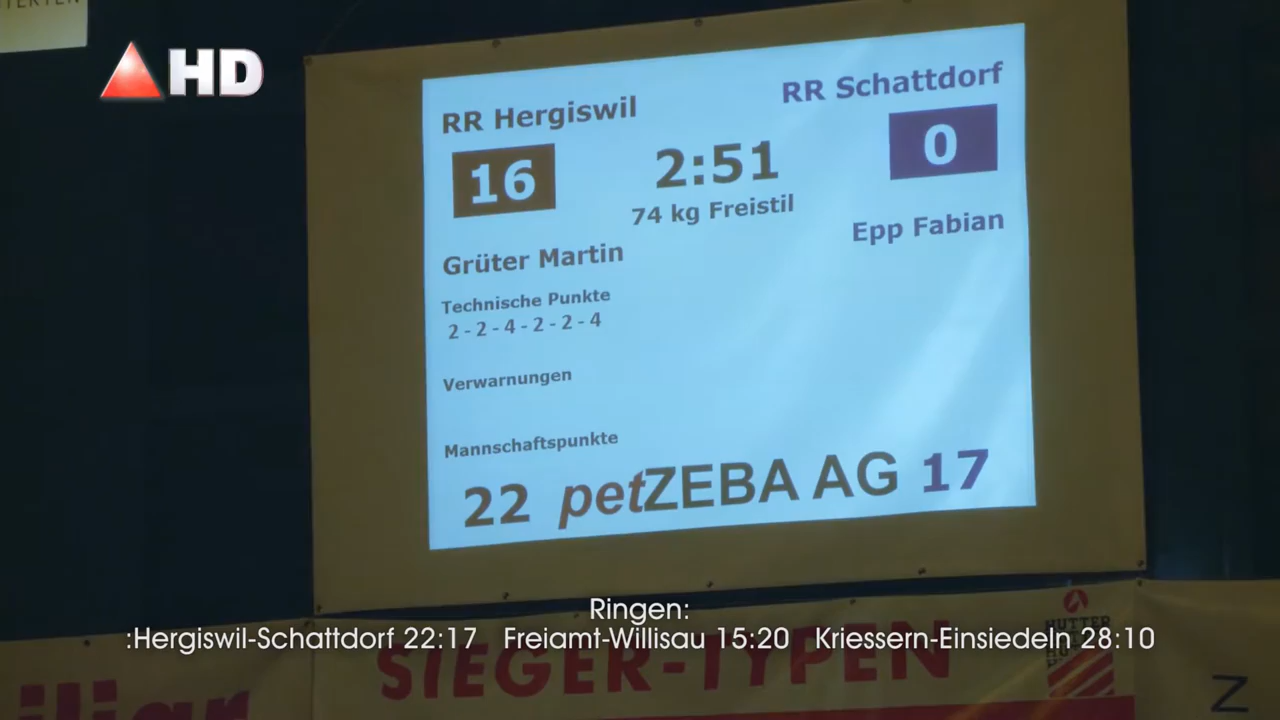 HD
RR Hergiswil
RR Schattdorf
16
2:51
0
74 kg Freistil
Grüter Martin
Epp Fabian
Technische Punkte
2 - 2 - 4 - 2 - 2 - 4
Verwarnungen
Mannschaftspunkte
22 petZEBA AG 17
Ringen:
:Hergiswil-Schattdorf 22:17 Freiamt-Willisau 15:20 Kriessern-Einsiedeln 28:10
SIEGER-TYPEN